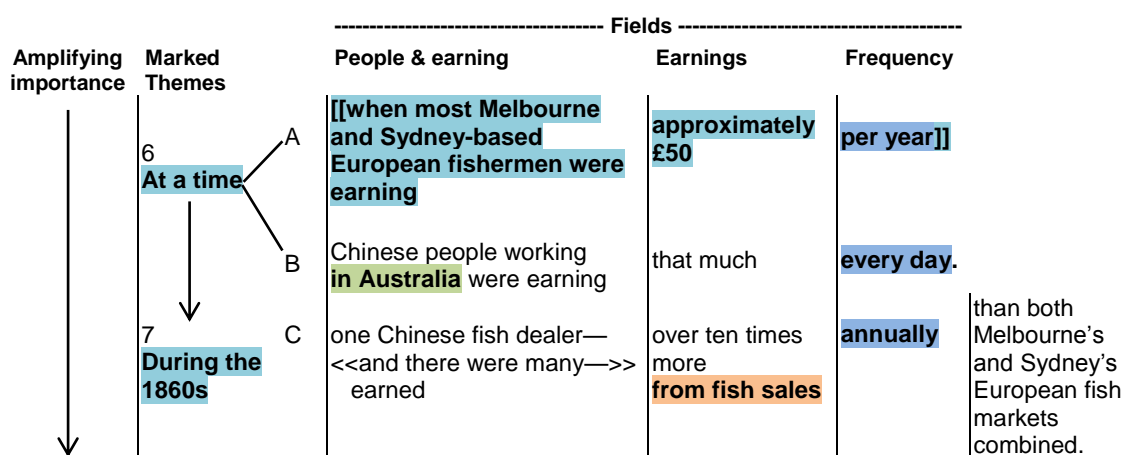 ------------------------------------ Fields --------------------------------------
Amplifying importance
Marked Themes
People & earning
Earnings
Frequency
6
At a time
A
[[when most Melbourne
and Sydney-based
European fishermen were
earning
approximately
£50
per year]]
B
Chinese people working
in Australia were earning
that much
every day.
7
During the
1860s
C
one Chinese fish dealer—
<<and there were many—>>
earned
over ten times
more
from fish sales
annually
than both
Melbourne's
and Sydney's
European fish
markets
combined.